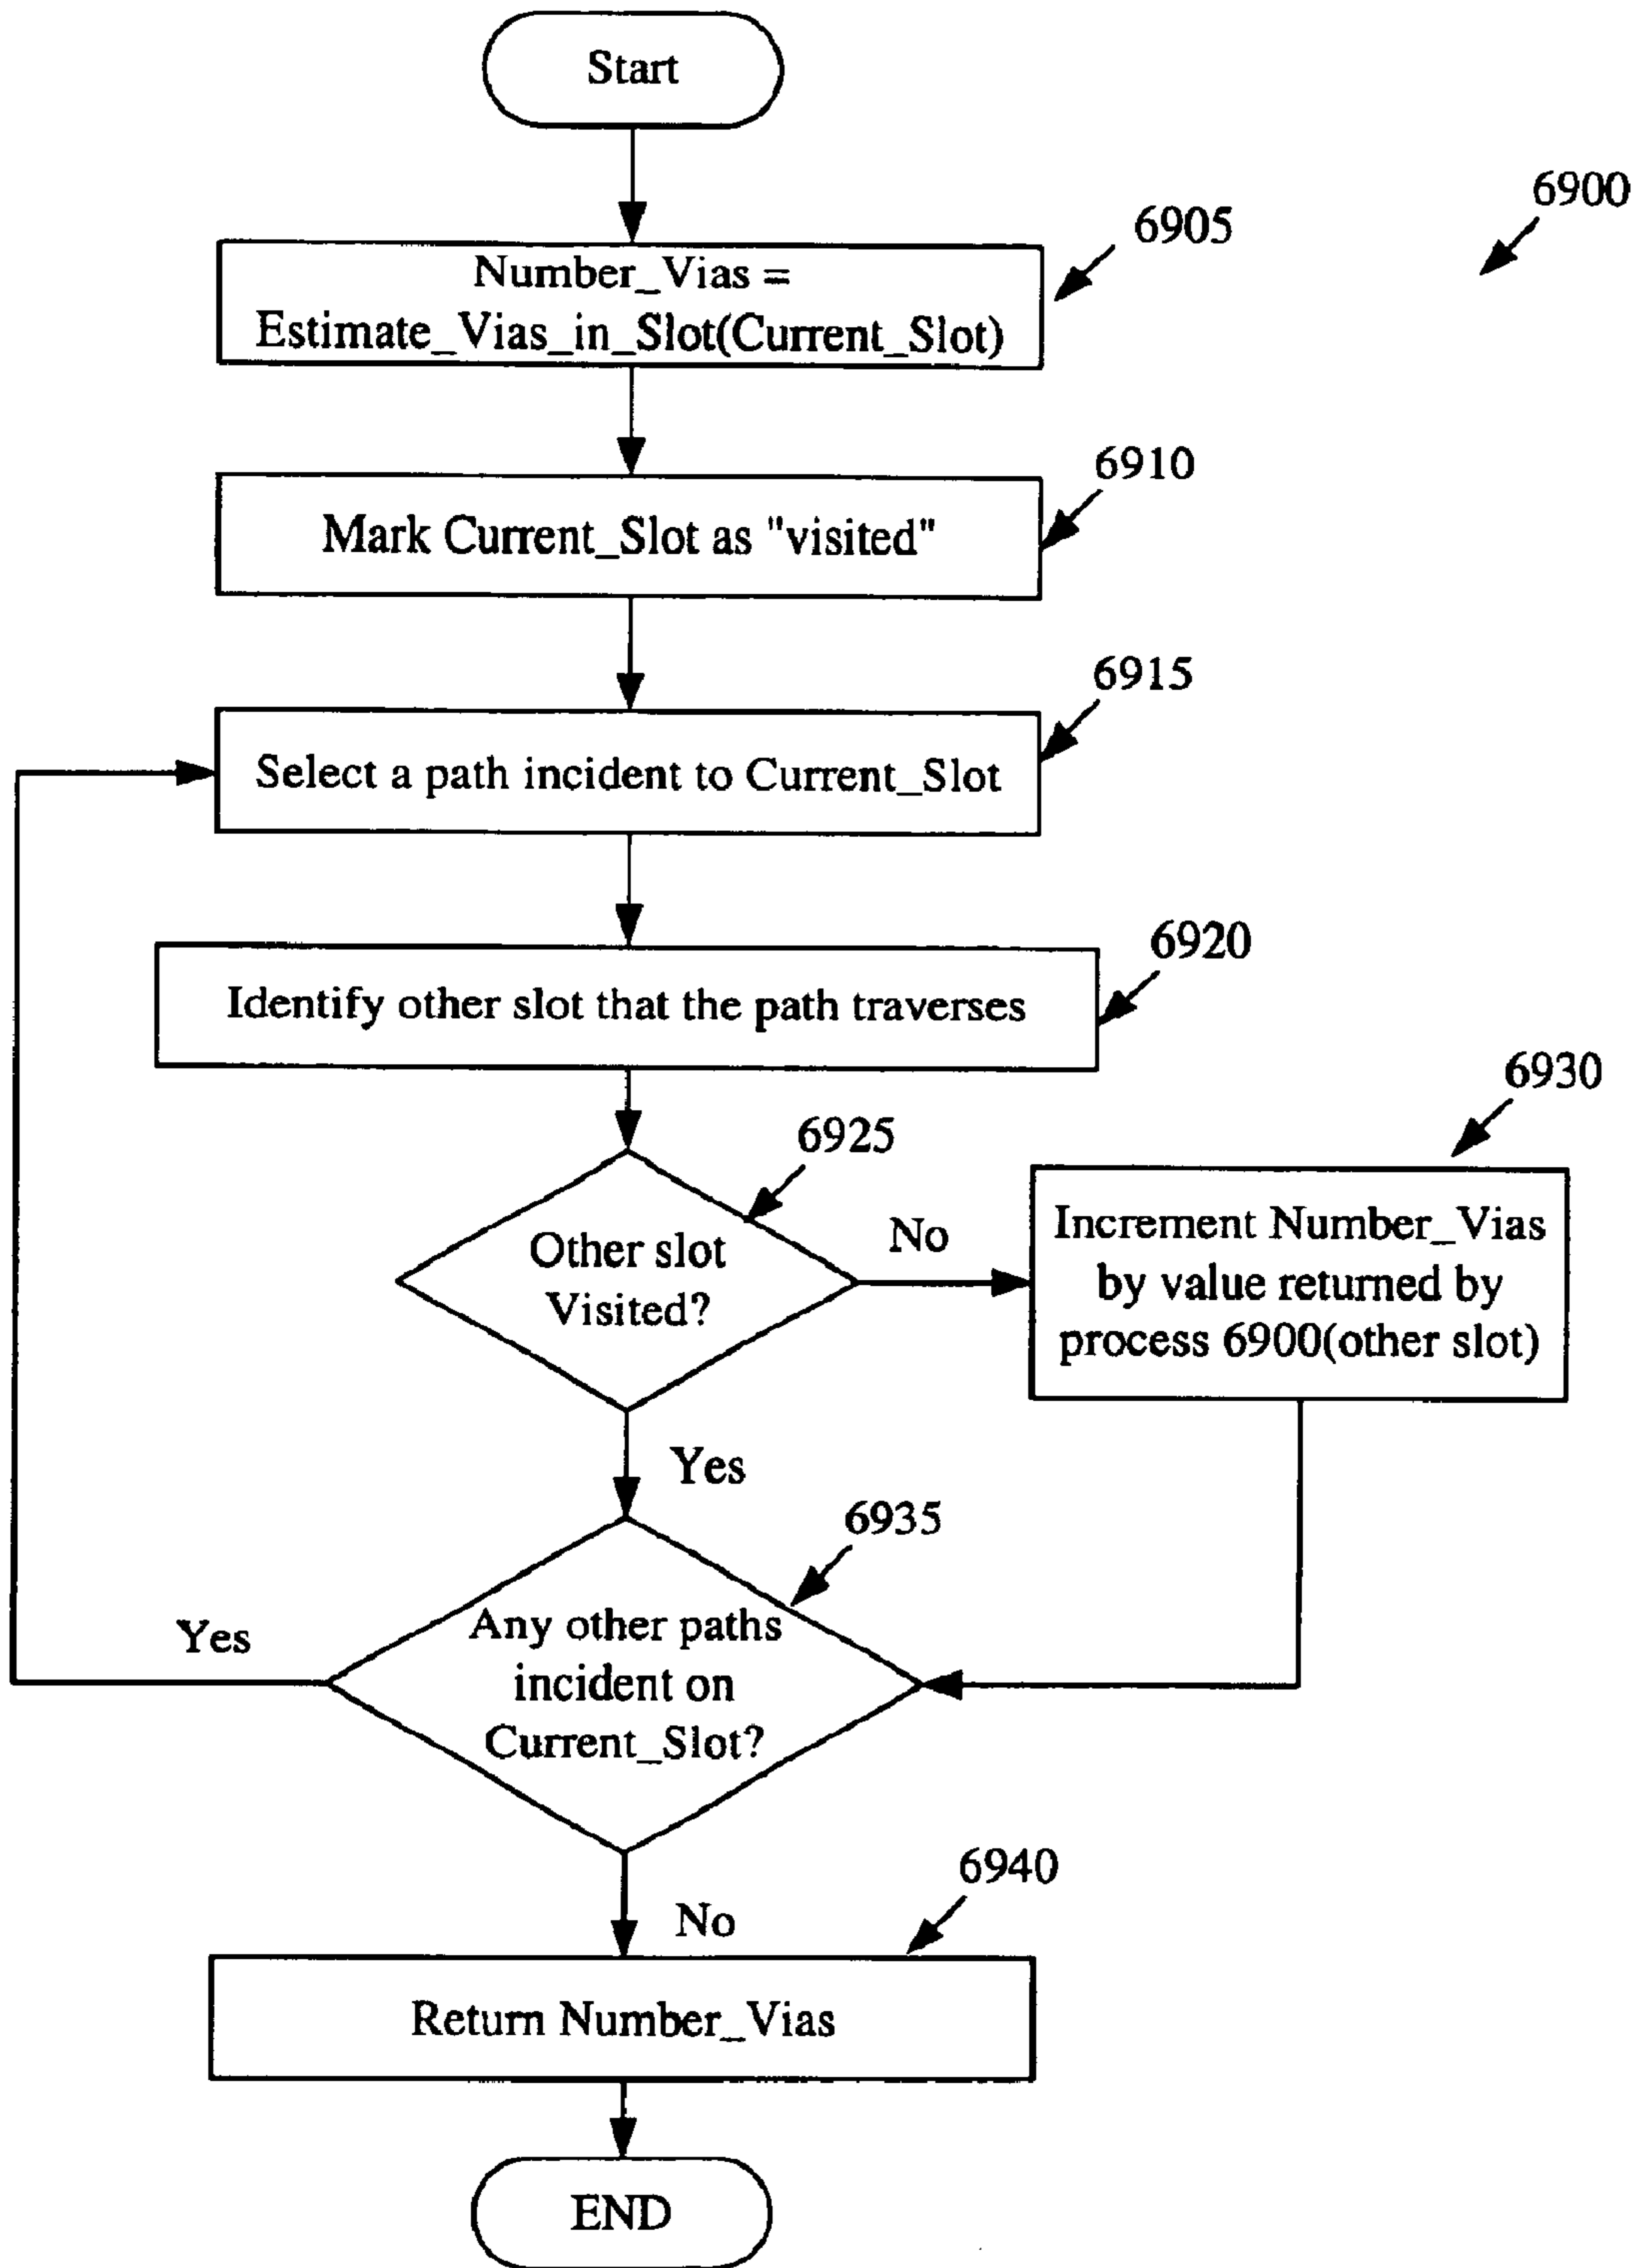 Start
6900
6905
Number_Vias =
Estimate_Vias_in_Slot(Current_Slot)
6910
Mark Current_Slot as "visited"
6915
Select a path incident to Current_Slot
6920
Identify other slot that the path traverses
6930
6925
Other slot
Visited?
No
Increment Number_Vias
by value returned by
process 6900(other slot)
Yes
6935
Any other paths
incident on
Current_Slot?
Yes
6940
No
Return Number_Vias
END